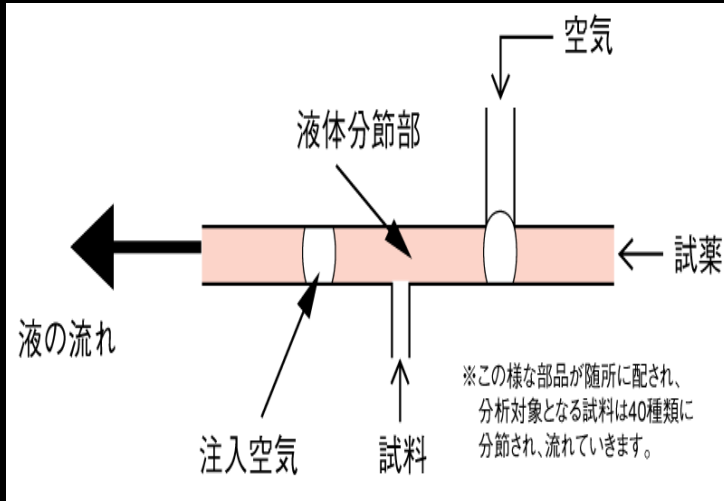 空気
液体分節部
試薬
液の流れ
※この様な部品が随所に配され、
分析対象となる試料は40種類に
分節され、流れていきます。
注入空気
試料